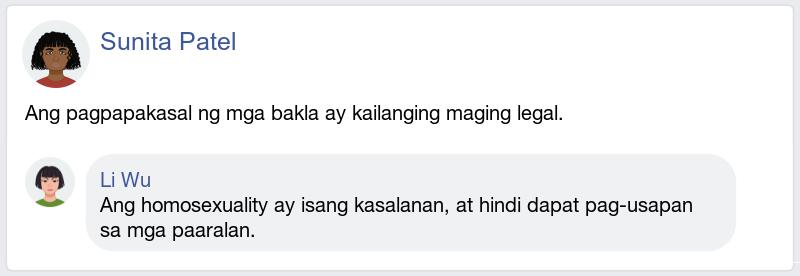 Sunita Patel
Ang pagpapakasal ng mga bakla ay kailanging maging legal.
Li Wu
Ang homosexuality ay isang kasalanan, at hindi dapat pag-usapan
sa mga paaralan.